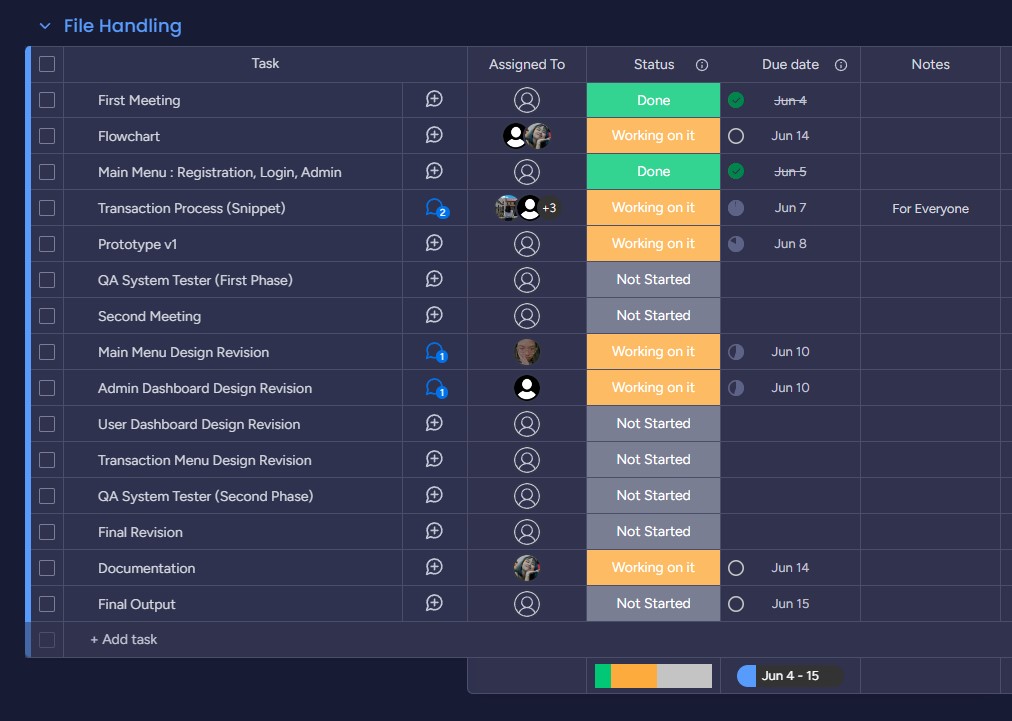 File Handling
Task Assigned To Status Due date Notes
First Meeting Done Jun 4
Flowchart Working on it Jun 14
Main Menu : Registration, Login, Admin Done Jun 5
Transaction Process (Snippet) 2 +3 Working on it Jun 7 For Everyone
Prototype v1 Working on it Jun 8
QA System Tester (First Phase) Not Started
Second Meeting Not Started
Main Menu Design Revision 1 Working on it Jun 10
Admin Dashboard Design Revision 1 Working on it Jun 10
User Dashboard Design Revision Not Started
Transaction Menu Design Revision Not Started
QA System Tester (Second Phase) Not Started
Final Revision Not Started
Documentation Working on it Jun 14
Final Output Not Started Jun 15
+ Add task
Jun 4 - 15